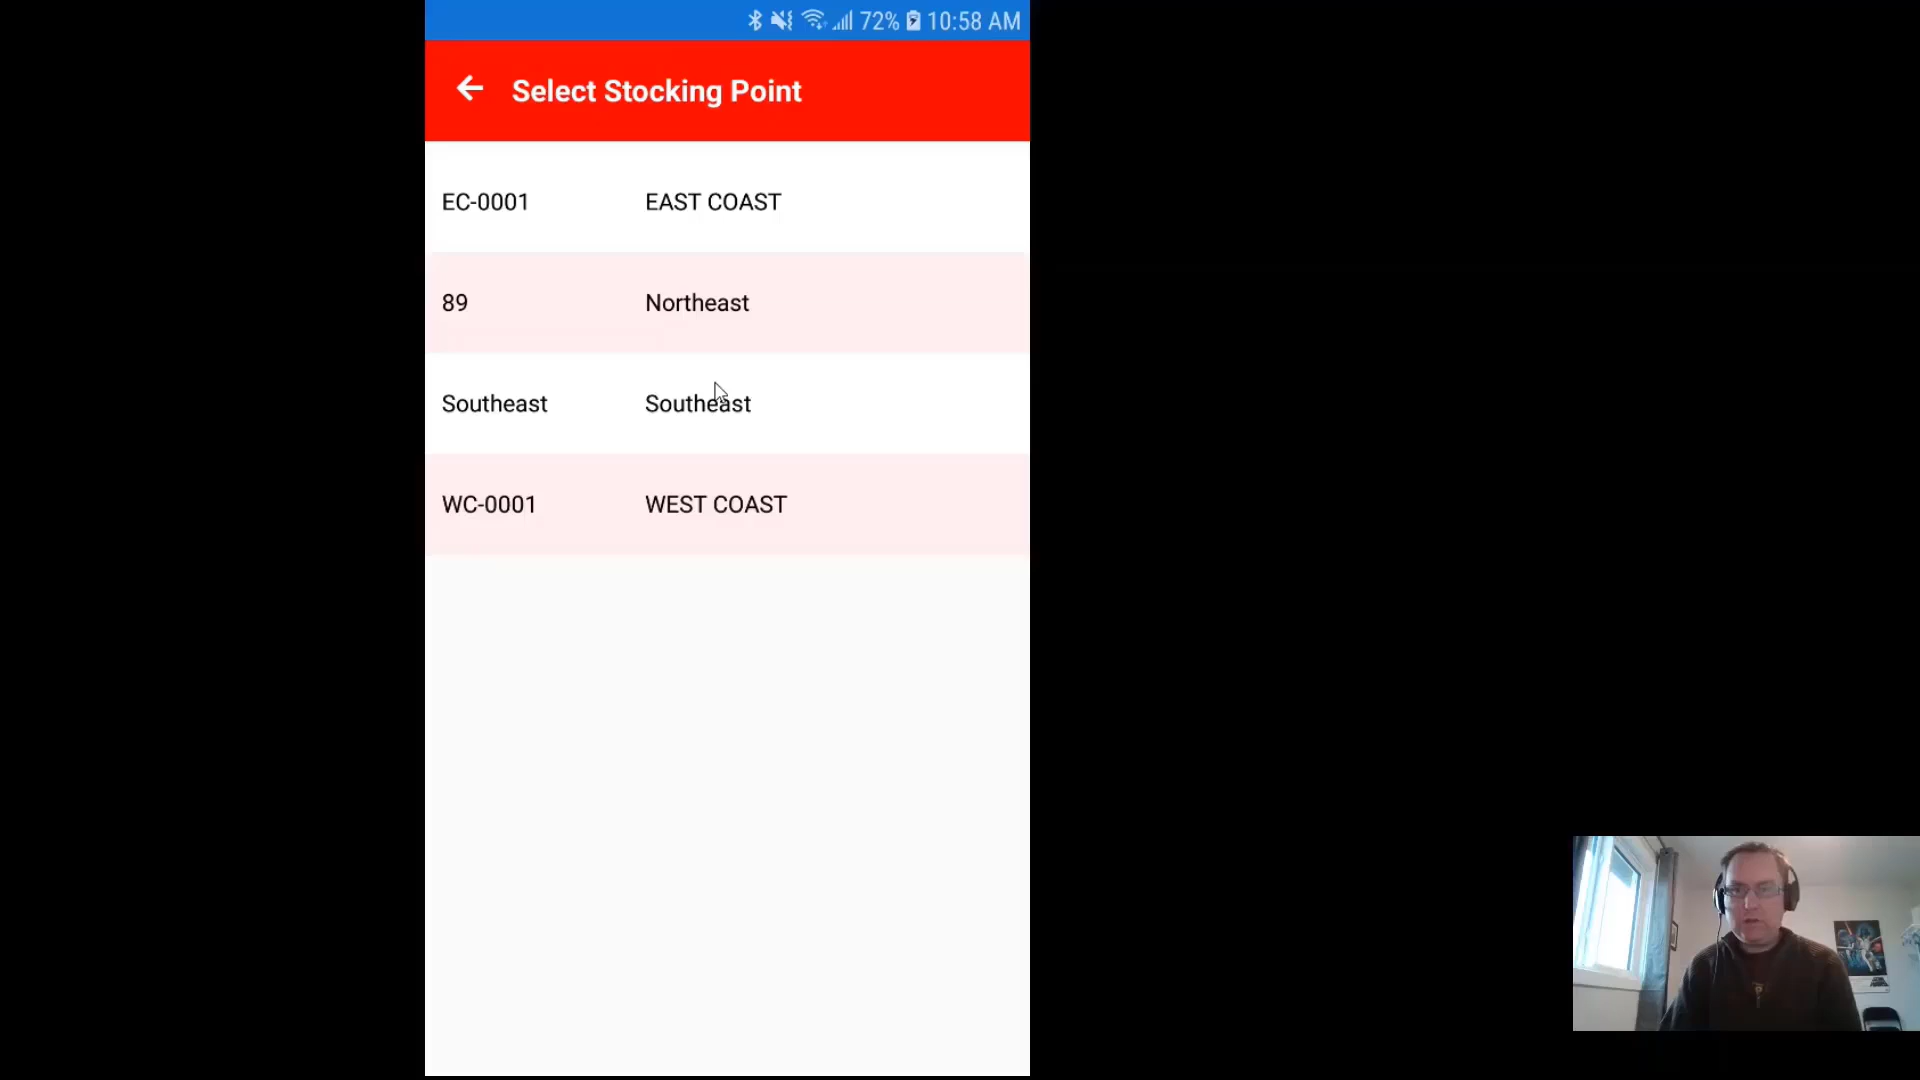 72% 10:58 AM
Select Stocking Point
EC-0001 EAST COAST
89 Northeast
Southeast Southeast
WC-0001 WEST COAST